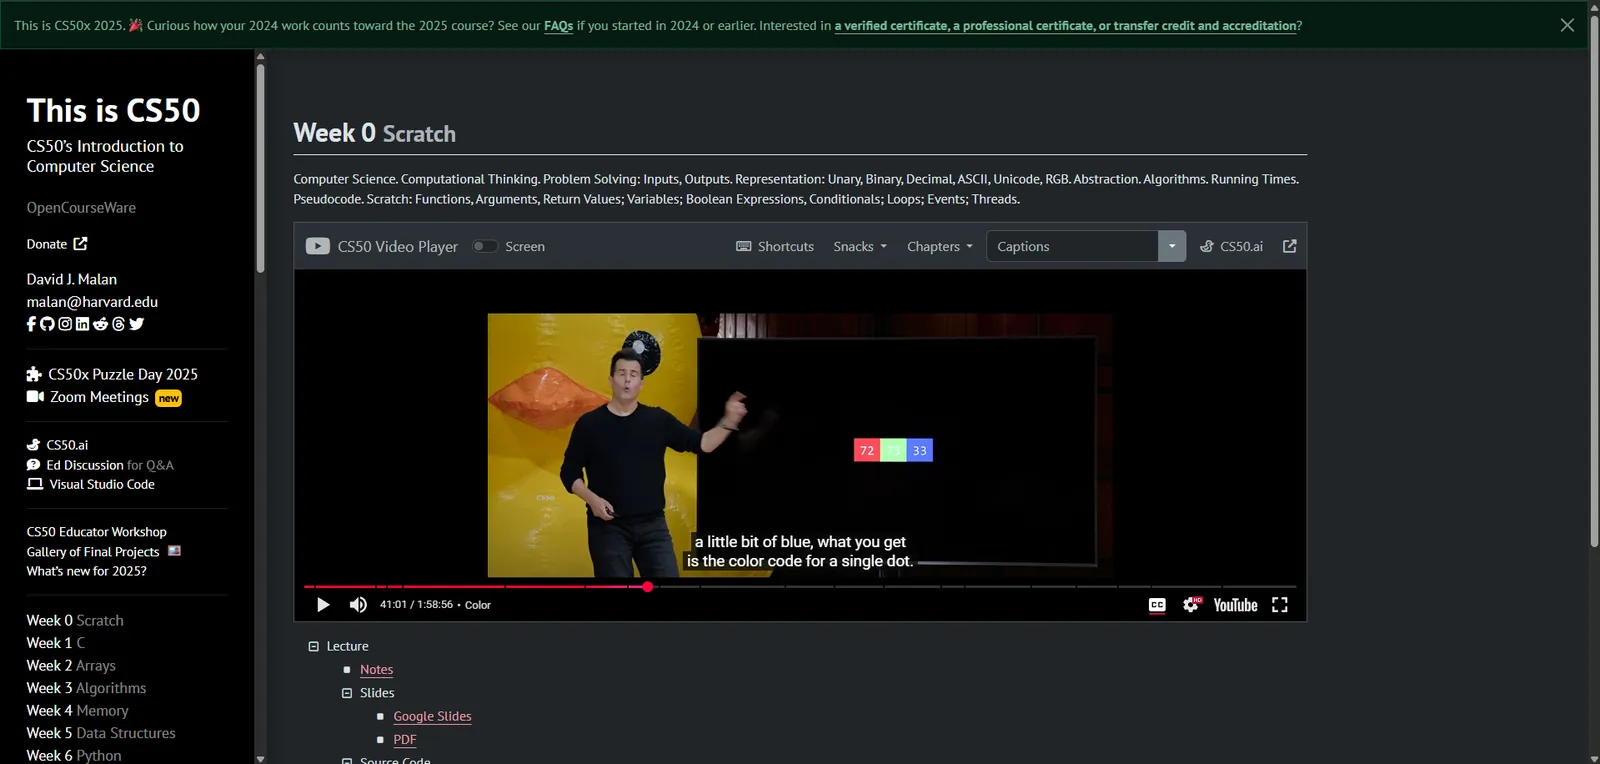 This is CS50x 2025. 🎉 Curious how your 2024 work counts toward the 2025 course? See our FAQs if you started in 2024 or earlier. Interested in a verified certificate, a professional certificate, or transfer credit and accreditation?
This is CS50
CS50's Introduction to
Computer Science
OpenCourseWare
Donate
David J. Malan
malan@harvard.edu
CS50x Puzzle Day 2025
Zoom Meetings new
CS50.ai
Ed Discussion for Q&A
Visual Studio Code
CS50 Educator Workshop
Gallery of Final Projects
What's new for 2025?
Week 0 Scratch
Week 1 C
Week 2 Arrays
Week 3 Algorithms
Week 4 Memory
Week 5 Data Structures
Week 6 Python
Week 0 Scratch
Computer Science. Computational Thinking. Problem Solving: Inputs, Outputs. Representation: Unary, Binary, Decimal, ASCII, Unicode, RGB. Abstraction. Algorithms. Running Times.
Pseudocode. Scratch: Functions, Arguments, Return Values; Variables; Boolean Expressions, Conditionals; Loops; Events; Threads.
CS50 Video Player Screen Shortcuts Snacks Chapters Captions CS50.ai
72 33
a little bit of blue, what you get
is the color code for a single dot.
41:01 / 1:58:56 • Color CC HD YouTube
Lecture
Notes
Slides
Google Slides
PDF
Source Code